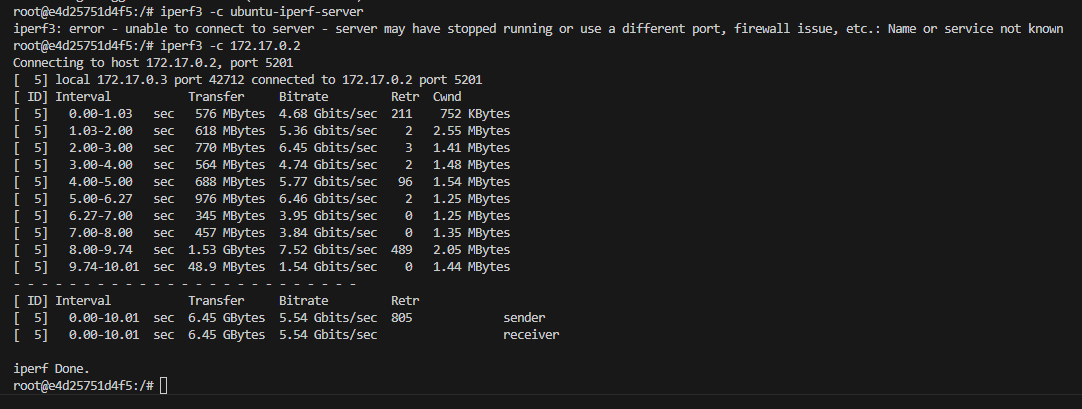 root@e4d25751d4f5:/# iperf3 -c ubuntu-iperf-server
iperf3: error - unable to connect to server - server may have stopped running or use a different port, firewall issue, etc.: Name or service not known
root@e4d25751d4f5:/# iperf3 -c 172.17.0.2
Connecting to host 172.17.0.2, port 5201
[  5] local 172.17.0.3 port 42712 connected to 172.17.0.2 port 5201
[ ID] Interval           Transfer     Bitrate         Retr  Cwnd
[  5]   0.00-1.03   sec   576 MBytes  4.68 Gbits/sec  211    752 KBytes
[  5]   1.03-2.00   sec   618 MBytes  5.36 Gbits/sec    2   2.55 MBytes
[  5]   2.00-3.00   sec   770 MBytes  6.45 Gbits/sec    3   1.41 MBytes
[  5]   3.00-4.00   sec   564 MBytes  4.74 Gbits/sec    2   1.48 MBytes
[  5]   4.00-5.00   sec   688 MBytes  5.77 Gbits/sec   96   1.54 MBytes
[  5]   5.00-6.27   sec   976 MBytes  6.46 Gbits/sec    2   1.25 MBytes
[  5]   6.27-7.00   sec   345 MBytes  3.95 Gbits/sec    0   1.25 MBytes
[  5]   7.00-8.00   sec   457 MBytes  3.84 Gbits/sec    0   1.35 MBytes
[  5]   8.00-9.74   sec  1.53 GBytes  7.52 Gbits/sec  489   2.05 MBytes
[  5]   9.74-10.01  sec  48.9 MBytes  1.54 Gbits/sec    0   1.44 MBytes
- - - - - - - - - - - - - - - - - - - - - - - - -
[ ID] Interval           Transfer     Bitrate         Retr
[  5]   0.00-10.01  sec  6.45 GBytes  5.54 Gbits/sec  805             sender
[  5]   0.00-10.01  sec  6.45 GBytes  5.54 Gbits/sec                  receiver
iperf Done.
root@e4d25751d4f5:/#